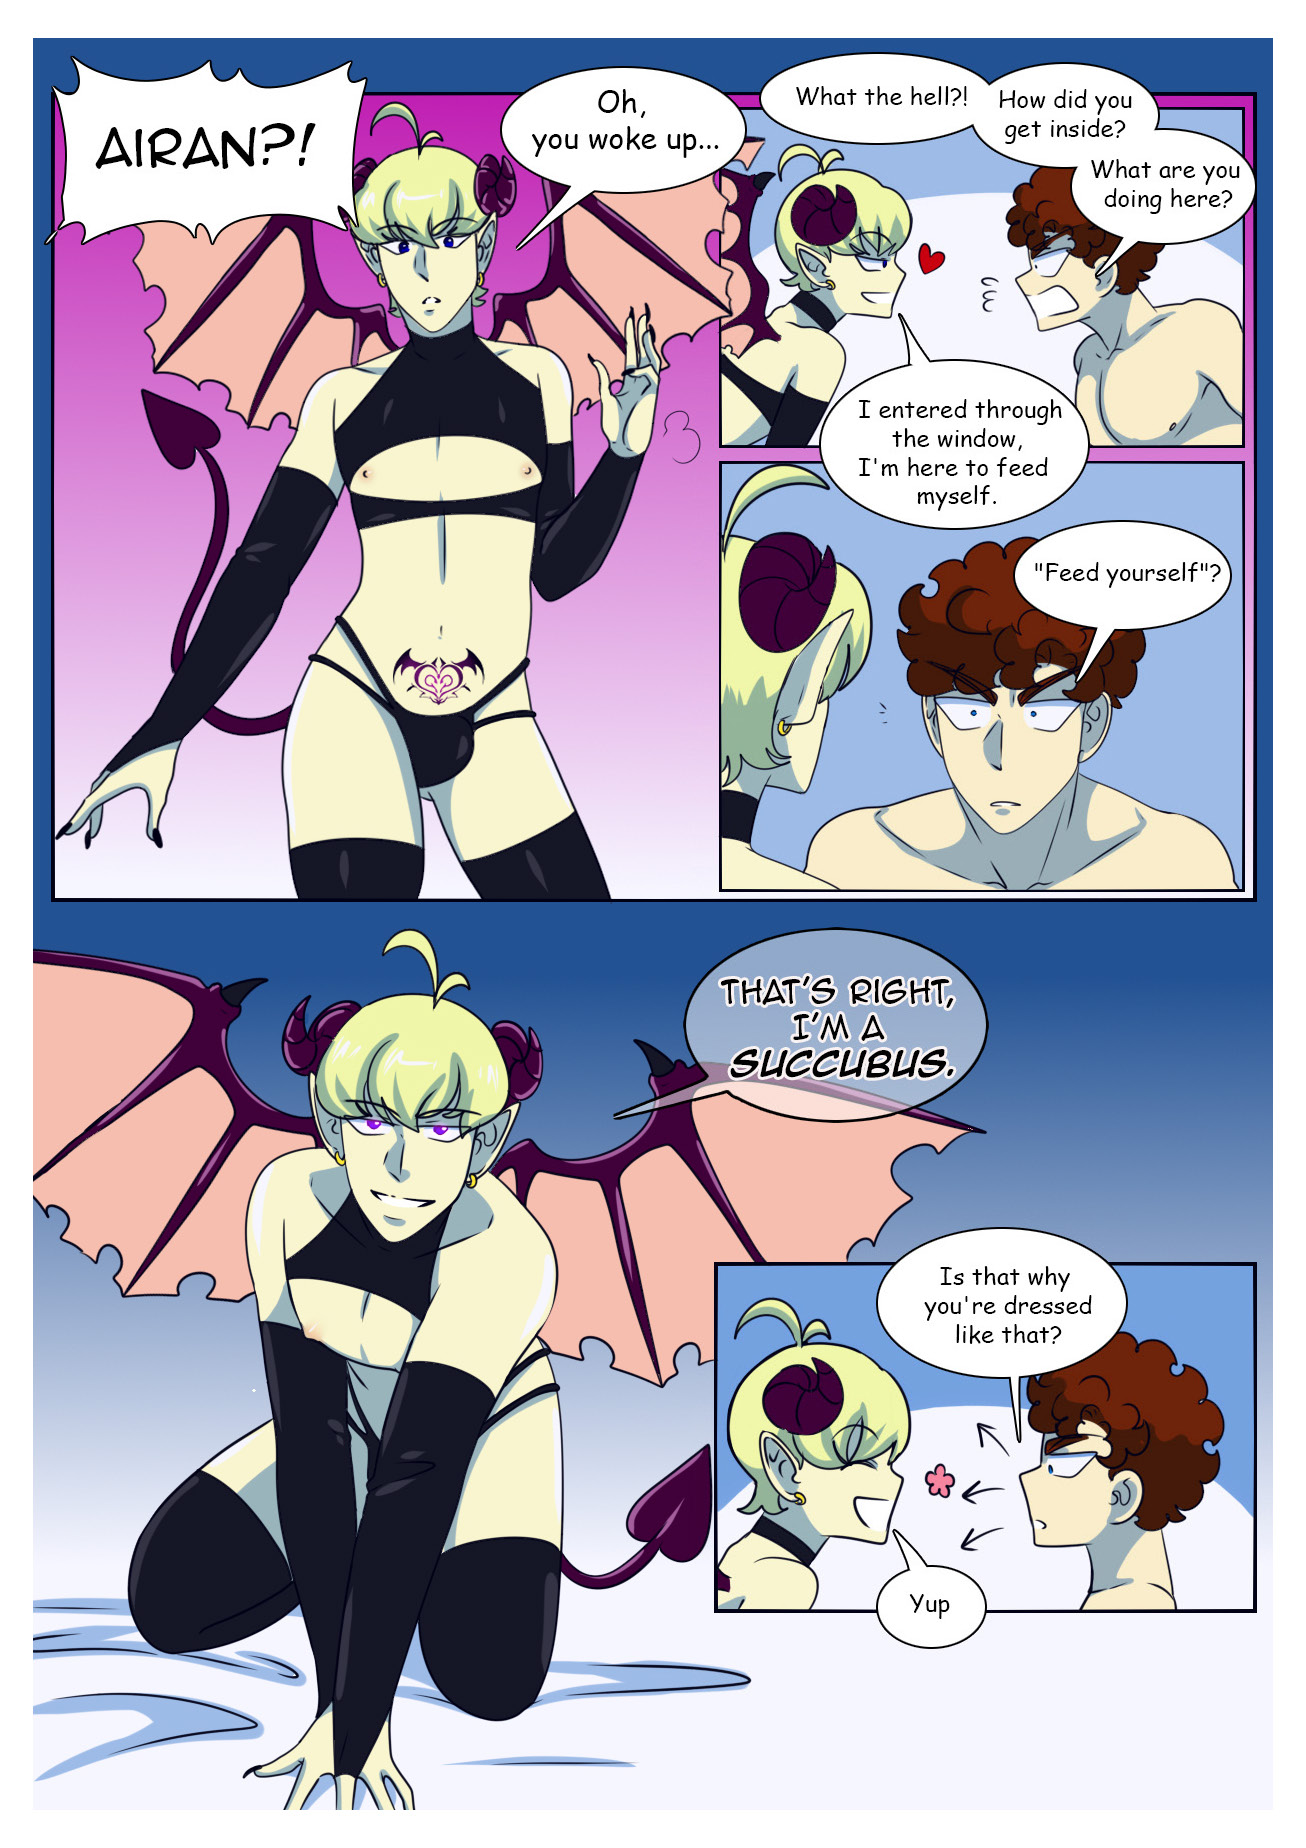 AIRAN?!
Oh,
you woke up...
What the hell?!
How did you
get inside?
What are you
doing here?
I entered through
the window,
I'm here to feed
myself.
"Feed yourself"?
THAT'S RIGHT,
I'M A
SUCCUBUS.
Is that why
you're dressed
like that?
Yup